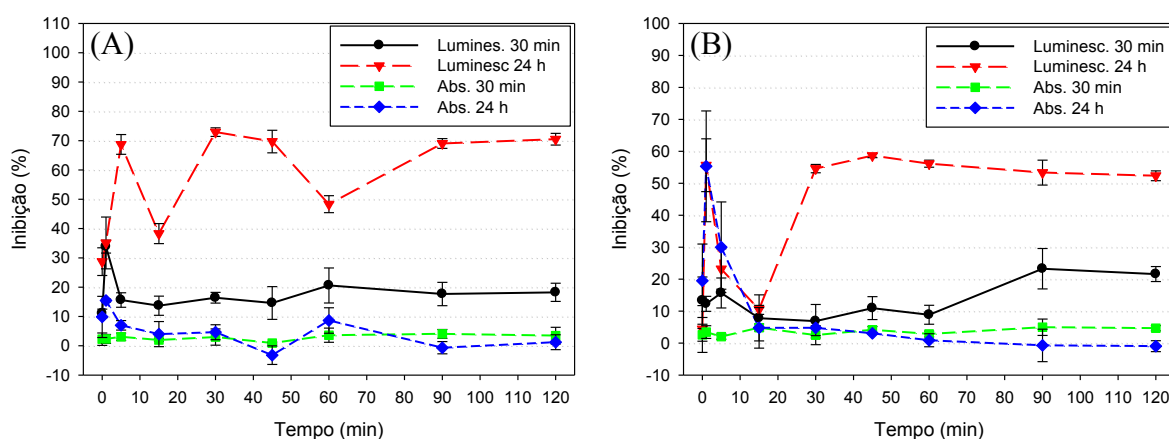 (A)
Lumines. 30 min
Luminesc 24 h
Abs. 30 min
Abs. 24 h
110
100
90
80
70
60
50
40
30
20
10
0
-10
Inibição (%)
0 10 20 30 40 50 60 70 80 90 100 110 120
Tempo (min)
(B)
Luminesc. 30 min
Luminesc. 24 h
Abs. 30 min
Abs. 24 h
100
90
80
70
60
50
40
30
20
10
0
-10
Inibição (%)
0 10 20 30 40 50 60 70 80 90 100 110 120
Tempo (min)